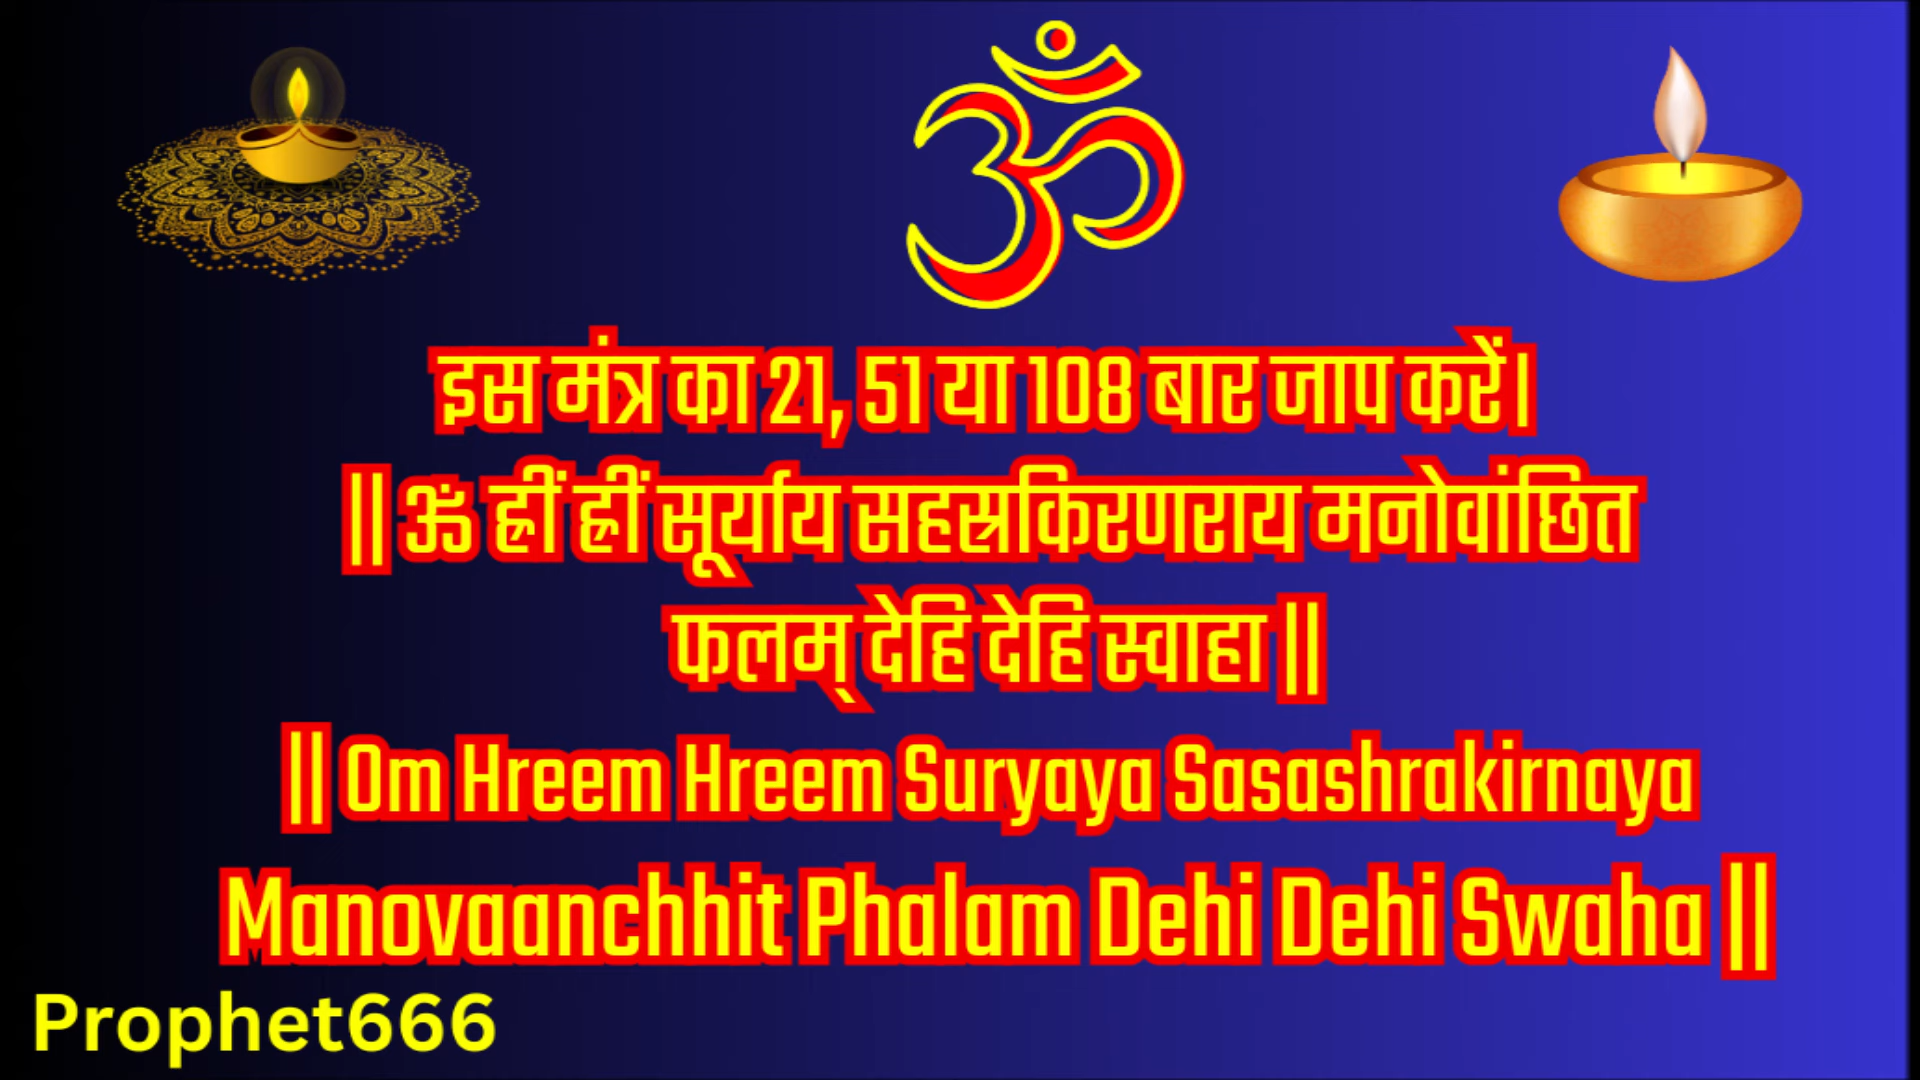 ॐ
इस मंत्र का 21, 51 या 108 बार जाप करें।
|| ॐ ह्रीं ह्रीं सूर्याय सहस्रकिरणराय मनोवांछित
फलम् देहि देहि स्वाहा ||
|| Om Hreem Hreem Suryaya Sasashrakirnaya
Manovaanchhit Phalam Dehi Dehi Swaha ||
Prophet666